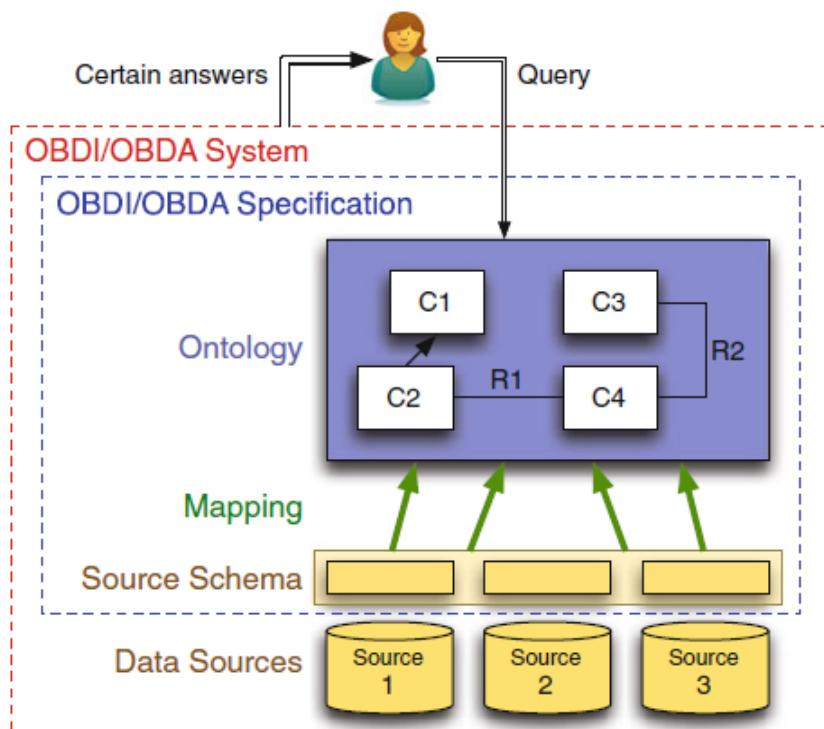 Certain answers
Query
OBDI/OBDA System
OBDI/OBDA Specification
C1
C3
Ontology
R1
R2
C2
C4
Mapping
Source Schema
Data Sources
Source
1
Source
2
Source
3